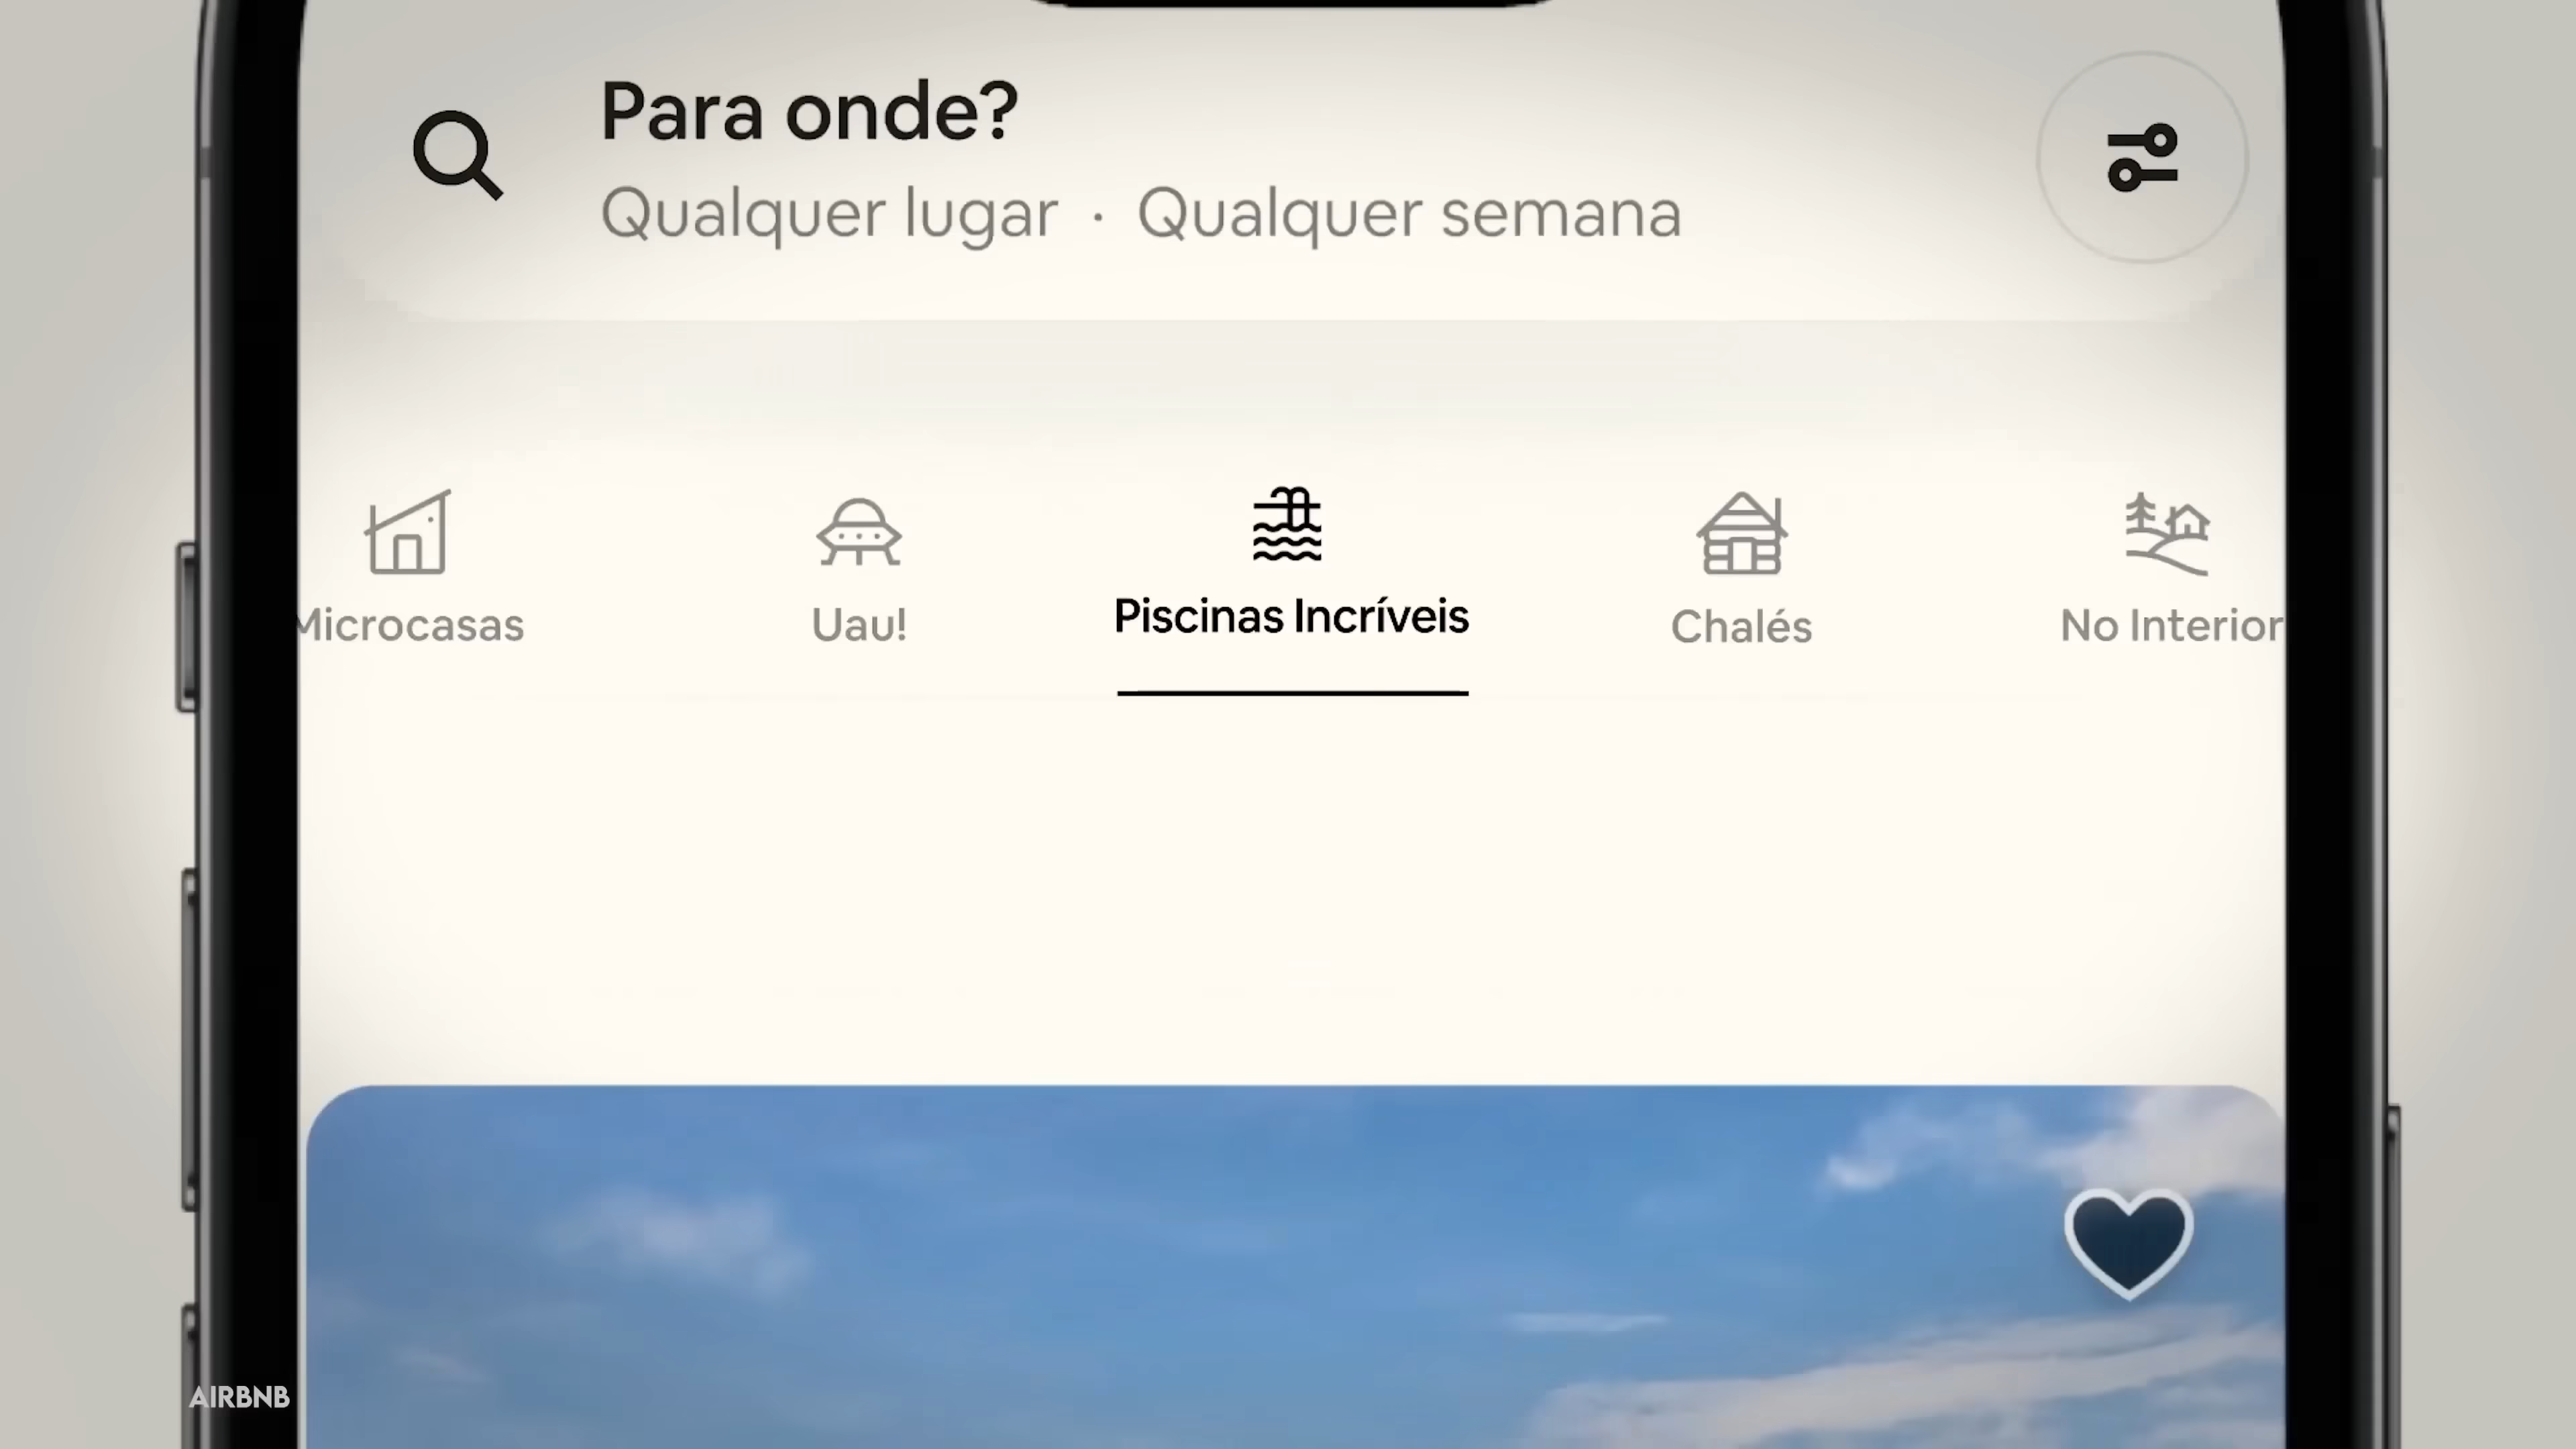 Para onde?
Qualquer lugar · Qualquer semana
Microcasas
Uau!
Piscinas Incríveis
Chalés
No Interior
AIRBNB